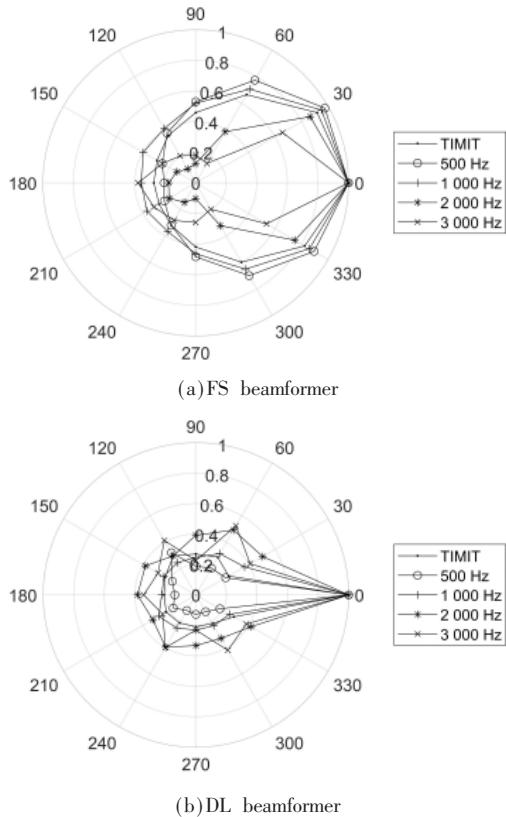 90
120 1 60
0.8
0.6
150 30
0.4
0.2
180 0 0
210 330
240 300
270
TIMIT
500 Hz
1 000 Hz
2 000 Hz
3 000 Hz
(a)FS beamformer
90
120 1 60
0.8
0.6
150 30
0.4
0.2
180 0 0
210 330
240 300
270
TIMIT
500 Hz
1 000 Hz
2 000 Hz
3 000 Hz
(b)DL beamformer